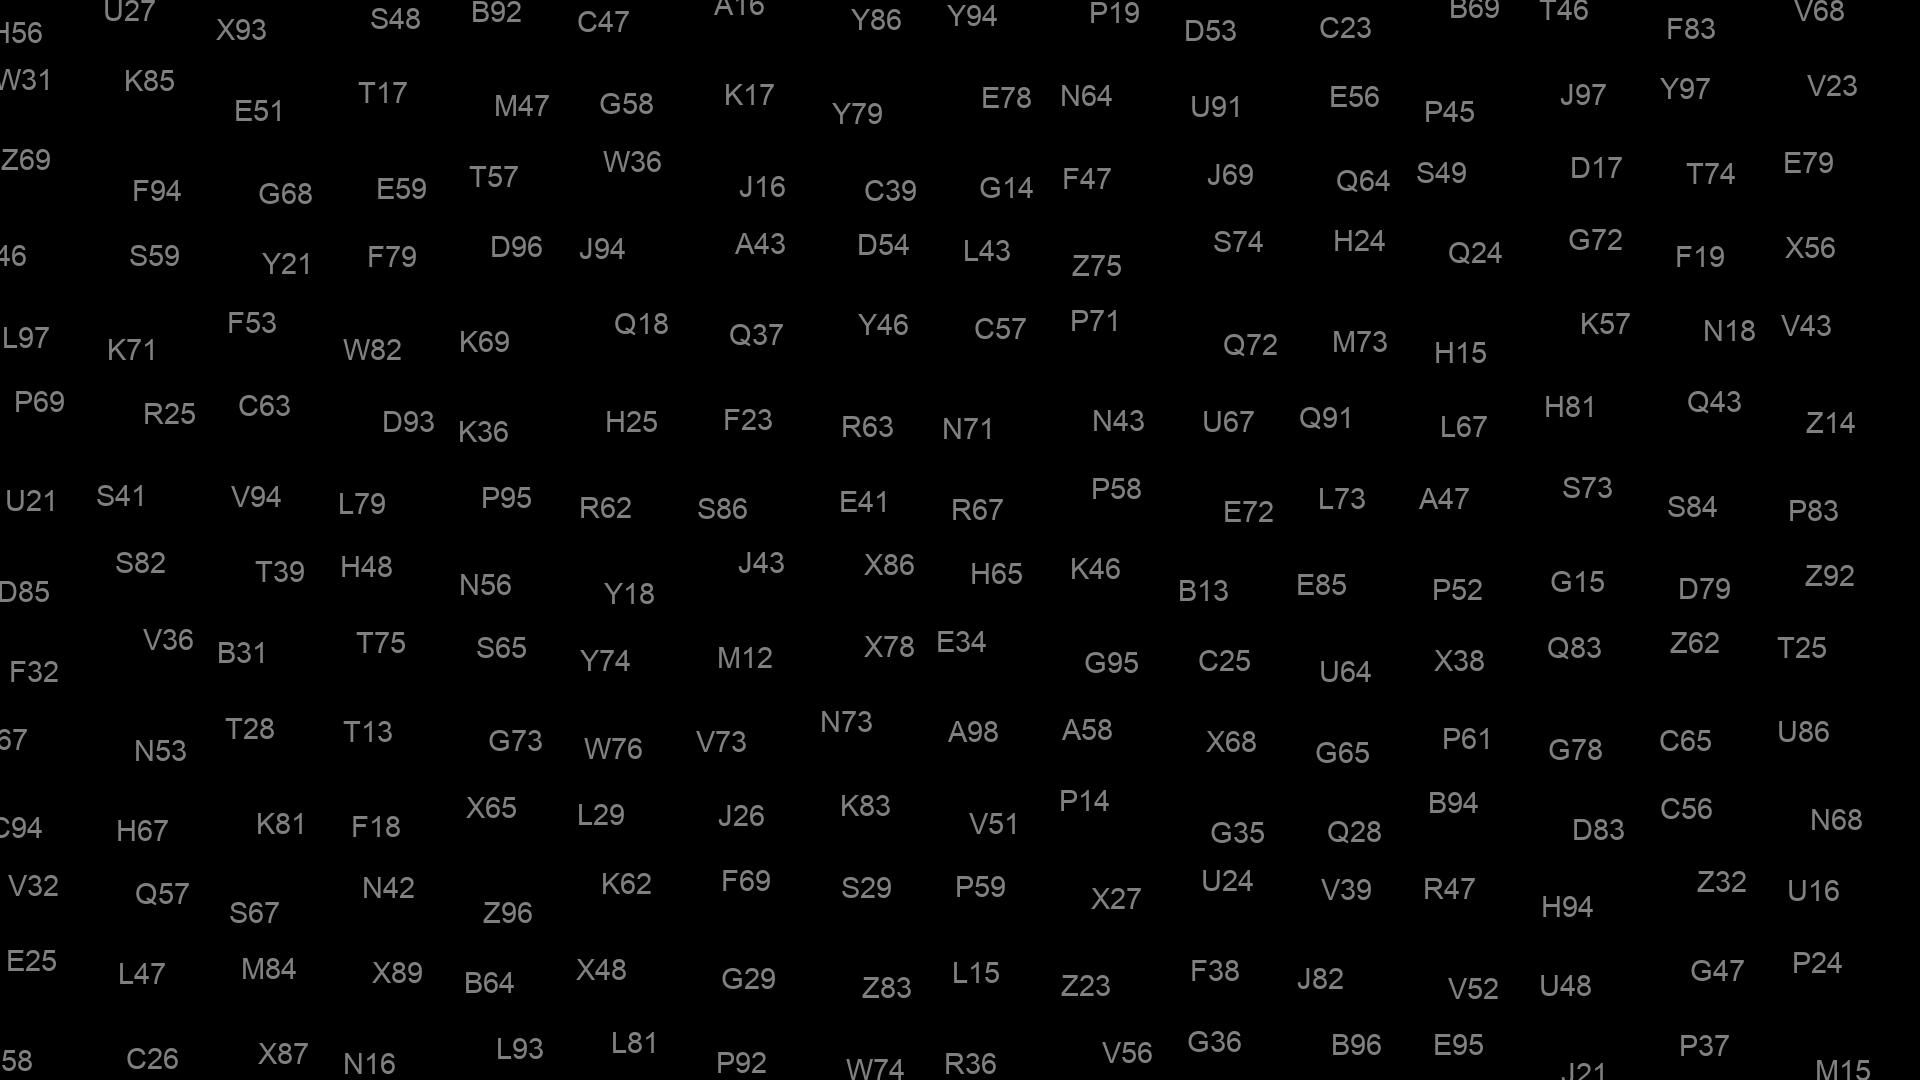 H56 U27 X93 S48 B92 C47 A16 Y86 Y94 P19 D53 C23 B69 T46 F83 V68
W31 K85 E51 T17 M47 G58 K17 Y79 E78 N64 U91 E56 P45 J97 Y97 V23
Z69 F94 G68 E59 T57 W36 J16 C39 G14 F47 J69 Q64 S49 D17 T74 E79
46 S59 Y21 F79 D96 J94 A43 D54 L43 Z75 S74 H24 Q24 G72 F19 X56
L97 K71 F53 W82 K69 Q18 Q37 Y46 C57 P71 Q72 M73 H15 K57 N18 V43
P69 R25 C63 D93 K36 H25 F23 R63 N71 N43 U67 Q91 L67 H81 Q43 Z14
U21 S41 V94 L79 P95 R62 S86 E41 R67 P58 E72 L73 A47 S73 S84 P83
D85 S82 T39 H48 N56 Y18 J43 X86 H65 K46 B13 E85 P52 G15 D79 Z92
F32 V36 B31 T75 S65 Y74 M12 X78 E34 G95 C25 U64 X38 Q83 Z62 T25
67 N53 T28 T13 G73 W76 V73 N73 A98 A58 X68 G65 P61 G78 C65 U86
C94 H67 K81 F18 X65 L29 J26 K83 V51 P14 G35 Q28 B94 D83 C56 N68
V32 Q57 S67 N42 Z96 K62 F69 S29 P59 X27 U24 V39 R47 H94 Z32 U16
E25 L47 M84 X89 B64 X48 G29 Z83 L15 Z23 F38 J82 V52 U48 G47 P24
58 C26 X87 N16 L93 L81 P92 W74 R36 V56 G36 B96 E95 J21 P37 M15